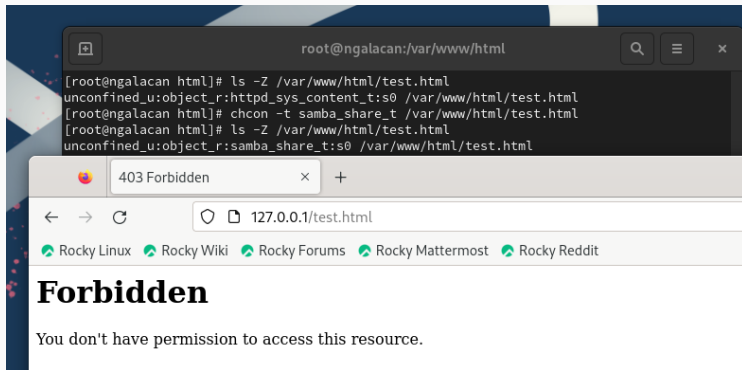 root@ngalacan:/var/www/html
[root@ngalacan html]# ls -Z /var/www/html/test.html
unconfined_u:object_r:httpd_sys_content_t:s0 /var/www/html/test.html
[root@ngalacan html]# chcon -t samba_share_t /var/www/html/test.html
[root@ngalacan html]# ls -Z /var/www/html/test.html
unconfined_u:object_r:samba_share_t:s0 /var/www/html/test.html
403 Forbidden
127.0.0.1/test.html
Rocky Linux Rocky Wiki Rocky Forums Rocky Mattermost Rocky Reddit
Forbidden
You don't have permission to access this resource.